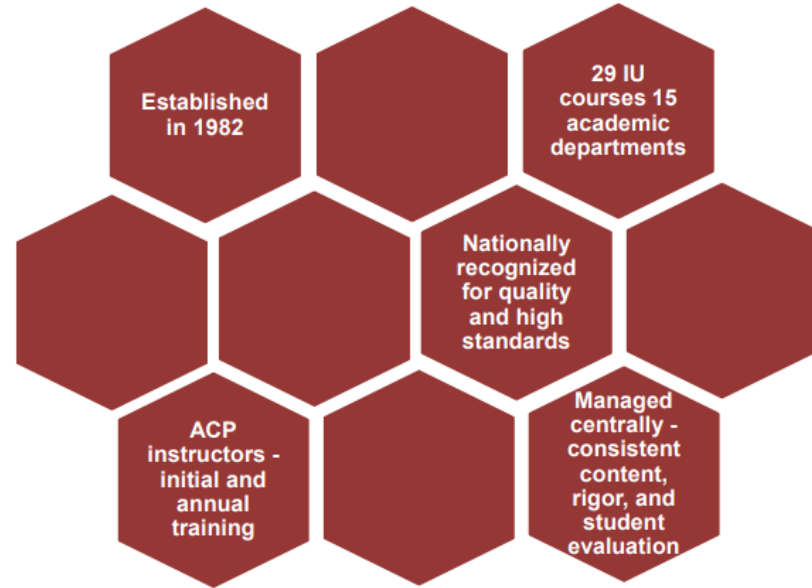 Established
in 1982
29 IU
courses 15
academic
departments
Nationally
recognized
for quality
and high
standards
ACP
instructors -
initial and
annual
training
Managed
centrally -
consistent
content,
rigor, and
student
evaluation